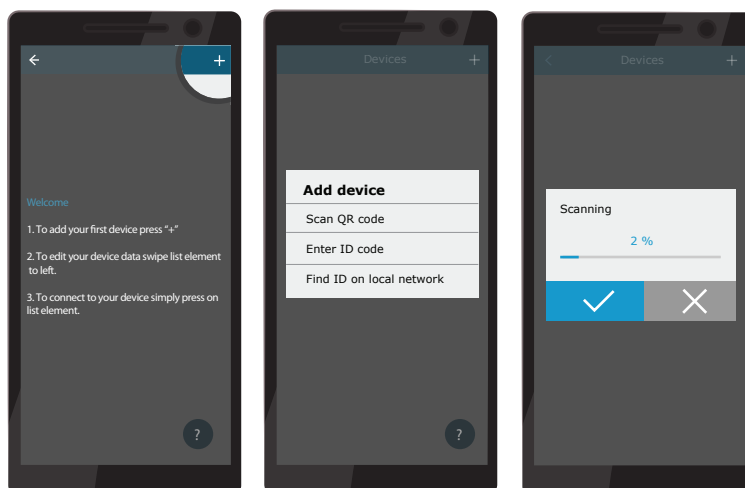 Welcome
1. To add your first device press "+"
2. To edit your device data swipe list element
to left.
3. To connect to your device simply press on
list element.
?
Devices
Add device
Scan QR code
Enter ID code
Find ID on local network
?
Devices
Scanning
2 %